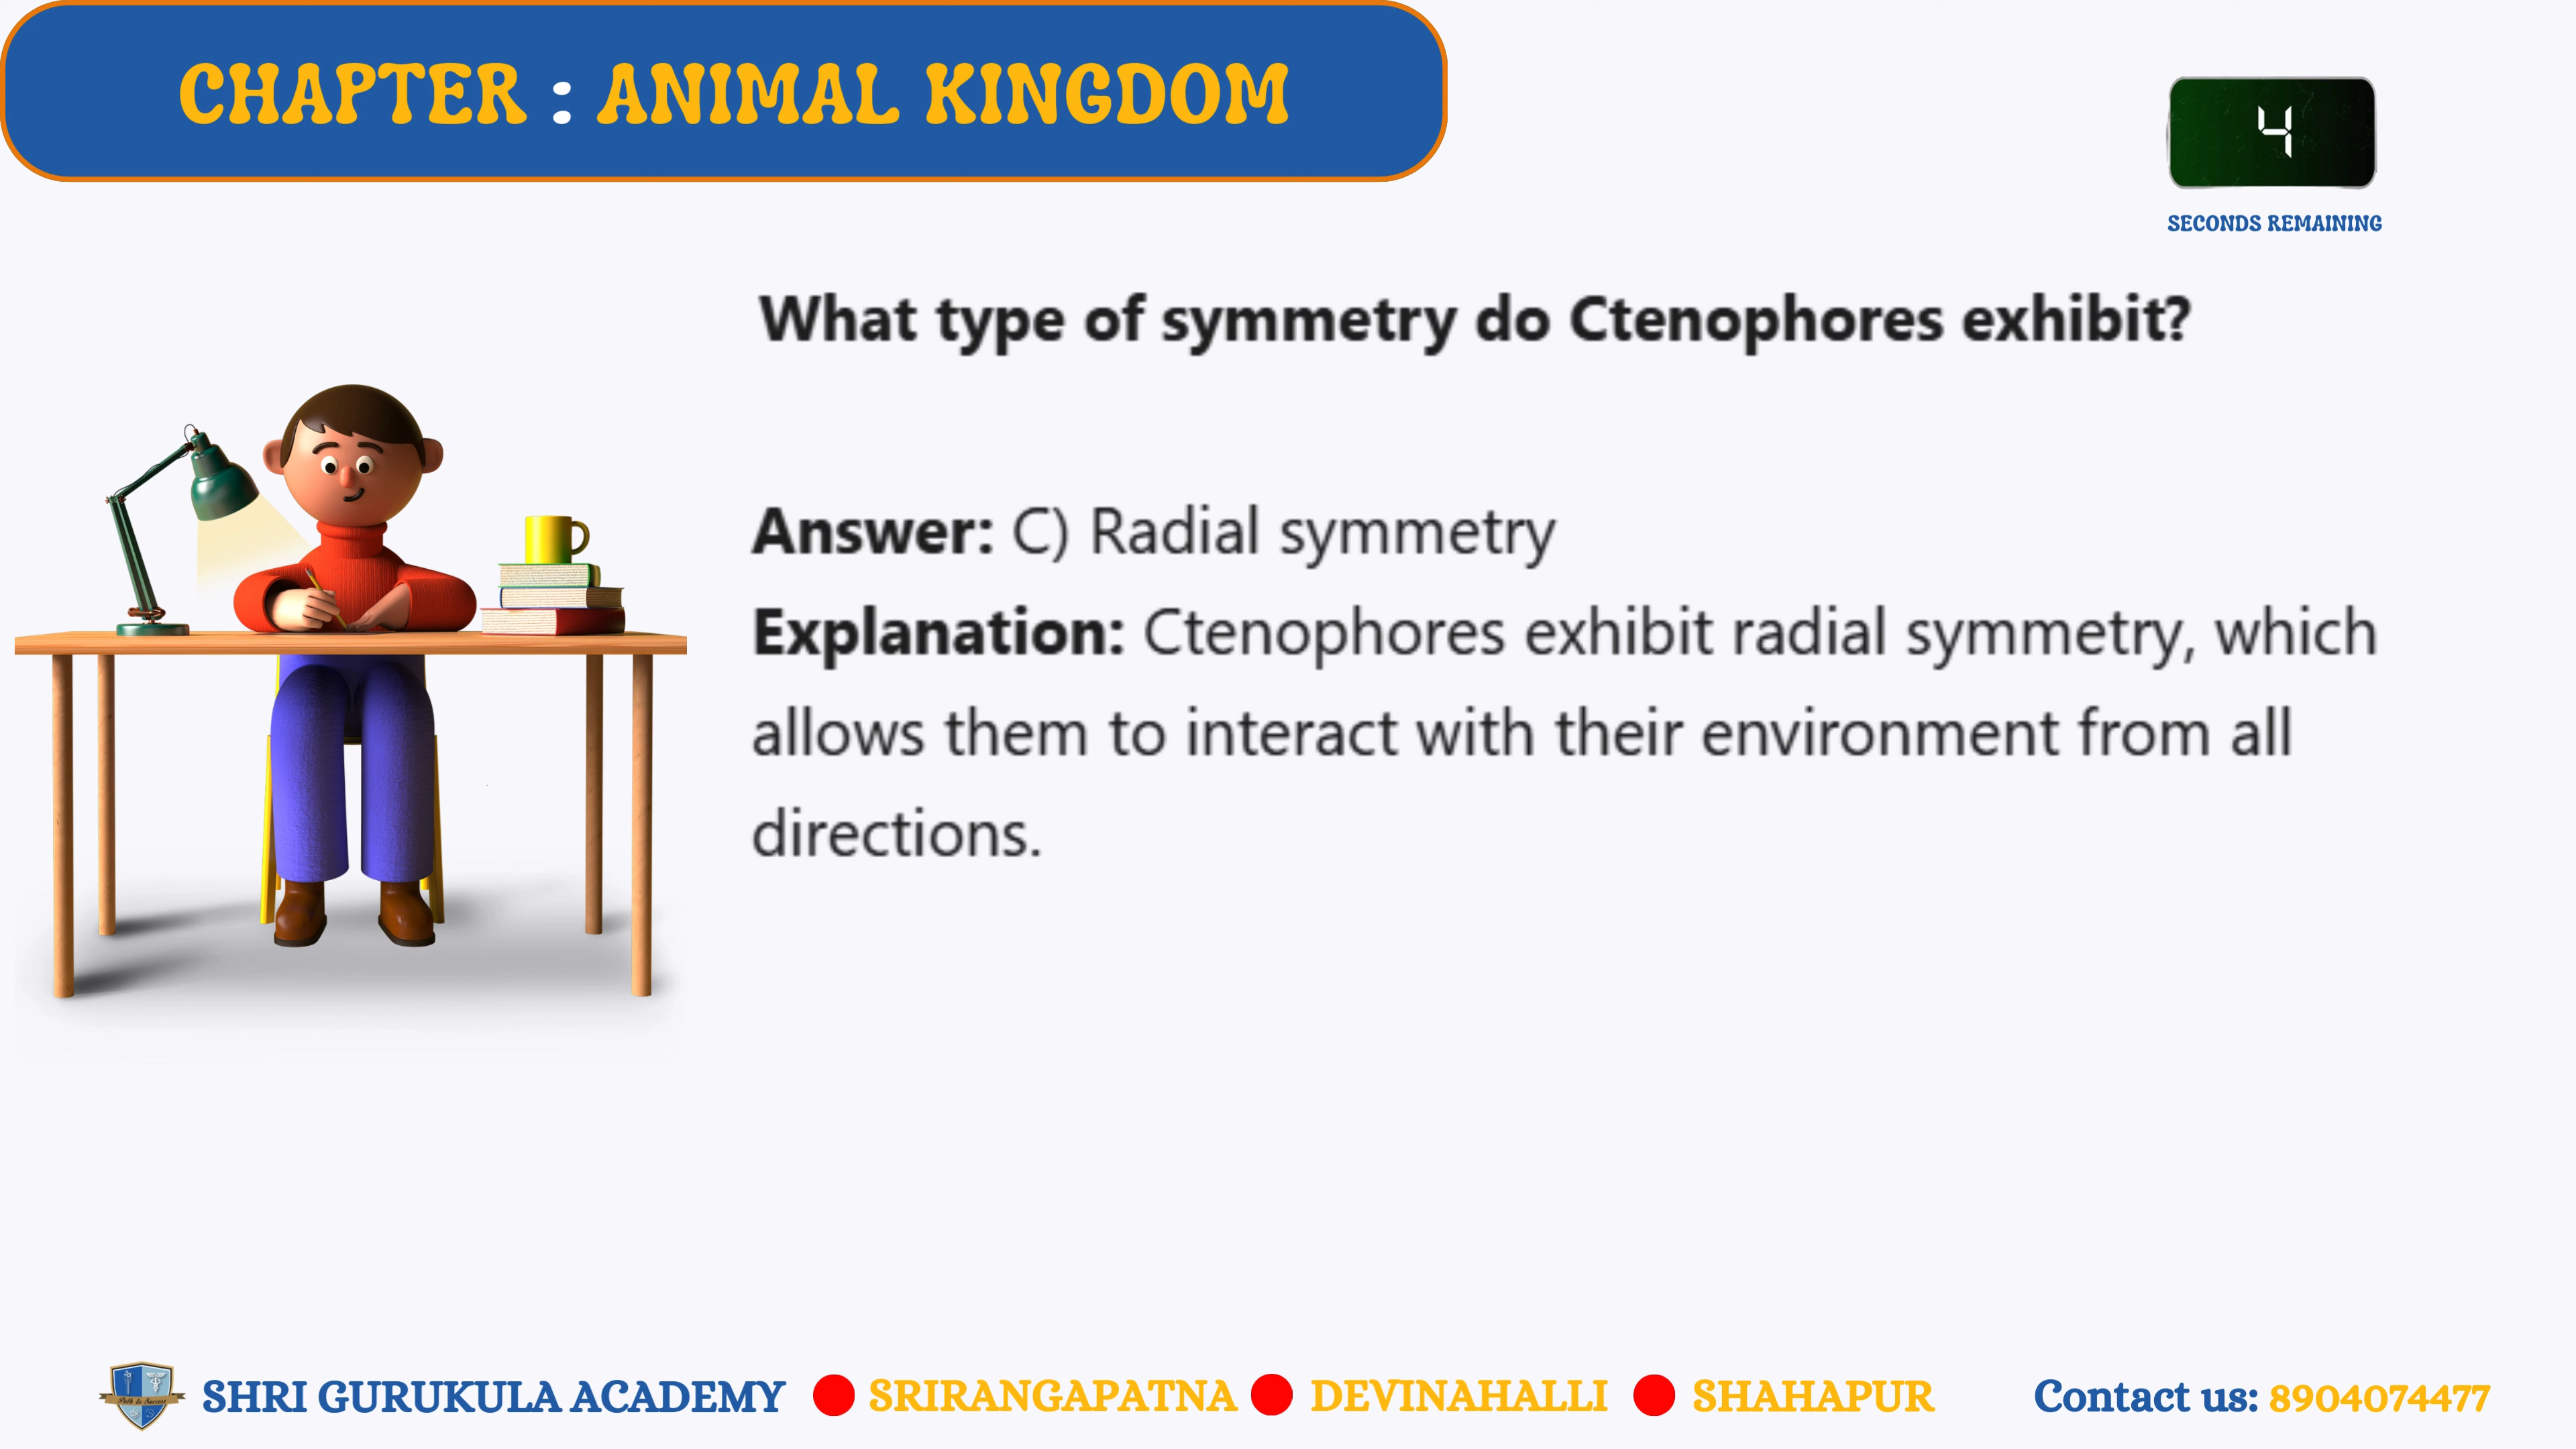 CHAPTER : ANIMAL KINGDOM
4
SECONDS REMAINING
What type of symmetry do Ctenophores exhibit?
Answer: C) Radial symmetry
Explanation: Ctenophores exhibit radial symmetry, which
allows them to interact with their environment from all
directions.
SHRI GURUKULA ACADEMY SRIRANGAPATNA DEVINAHALLI SHAHAPUR Contact us: 8904074477